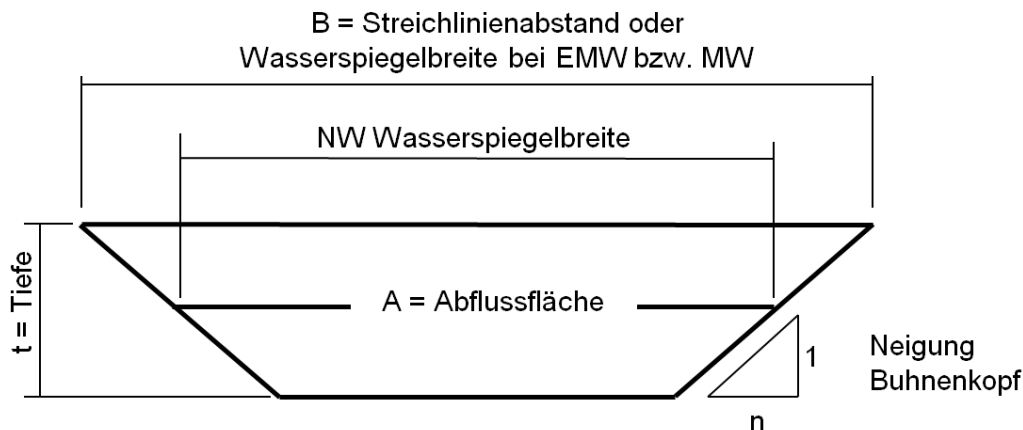 B = Streichlinienabstand oder
Wasserspiegelbreite bei EMW bzw. MW
NW Wasserspiegelbreite
t = Tiefe
A = Abflussfläche
1
n
Neigung
Buhnenkopf